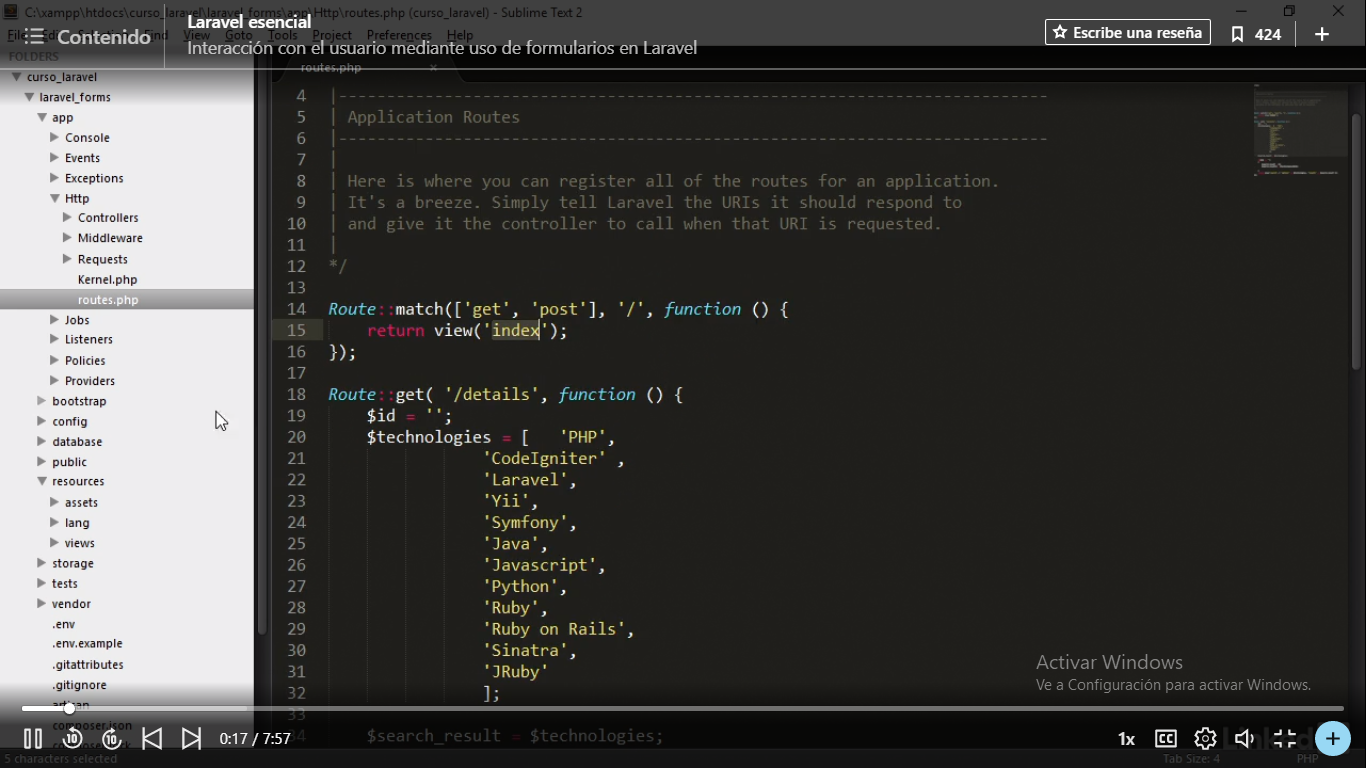 C:\xampp\htdocs\curso_laravel\laravel_forms\app\Http\routes.php (curso_laravel) - Sublime Text 2
Laravel esencial
Find View Goto Tools Project Preferences Help
Contenido
Interacción con el usuario mediante uso de formularios en Laravel
Escribe una reseña
424
FOLDERS
curso_laravel
laravel_forms
app
Console
Events
Exceptions
Http
Controllers
Middleware
Requests
Kernel.php
routes.php
Jobs
Listeners
Policies
Providers
bootstrap
config
database
public
resources
assets
lang
views
storage
tests
vendor
.env
.env.example
.gitattributes
.gitignore
artisan
composer.json
routes.php ×
4 |--------------------------------------------------------------------------
5 | Application Routes
6 |--------------------------------------------------------------------------
7 |
8 | Here is where you can register all of the routes for an application.
9 | It's a breeze. Simply tell Laravel the URIs it should respond to
10 | and give it the controller to call when that URI is requested.
11 |
12 */
13
14 Route::match(['get', 'post'], '/', function () {
15 return view('index');
16 });
17
18 Route::get( '/details', function () {
19 $id = '';
20 $technologies = [ 'PHP',
21 'CodeIgniter' ,
22 'Laravel',
23 'Yii',
24 'Symfony',
25 'Java',
26 'Javascript',
27 'Python',
28 'Ruby',
29 'Ruby on Rails',
30 'Sinatra',
31 'JRuby'
32 ];
33
34 $search_result = $technologies;
Activar Windows
Ve a Configuración para activar Windows.
10
10
0:17 / 7:57
1x
CC
5 characters selected
Tab Size: 4
PHP